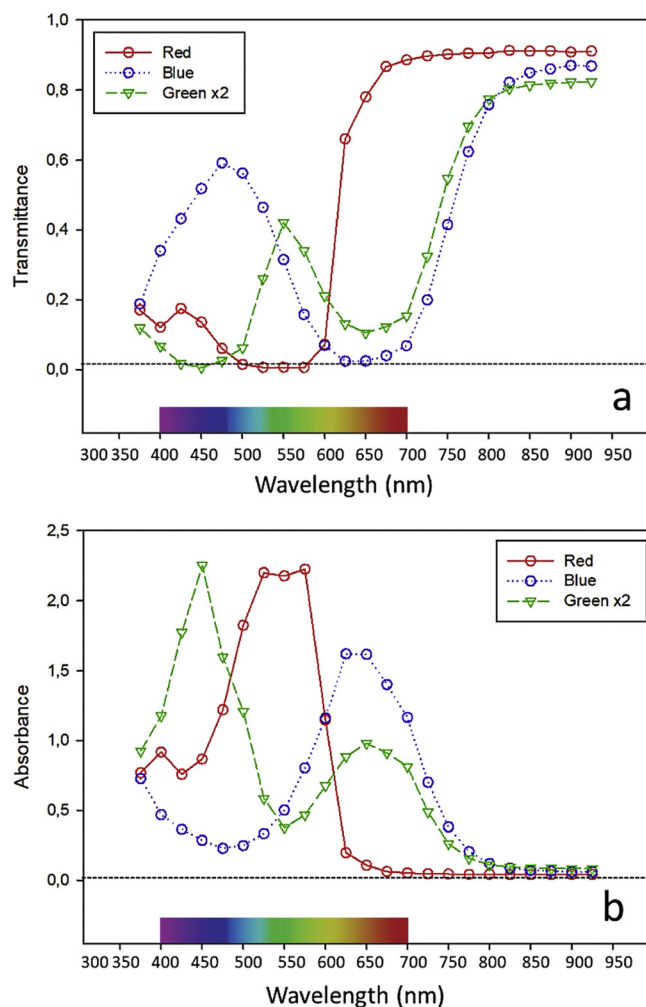 1,0
0,8
0,6
0,4
0,2
0,0
Transmittance
Red
Blue
Green x2
a
300 350 400 450 500 550 600 650 700 750 800 850 900 950
Wavelength (nm)
2,5
2,0
1,5
1,0
0,5
0,0
Absorbance
Red
Blue
Green x2
b
300 350 400 450 500 550 600 650 700 750 800 850 900 950
Wavelength (nm)